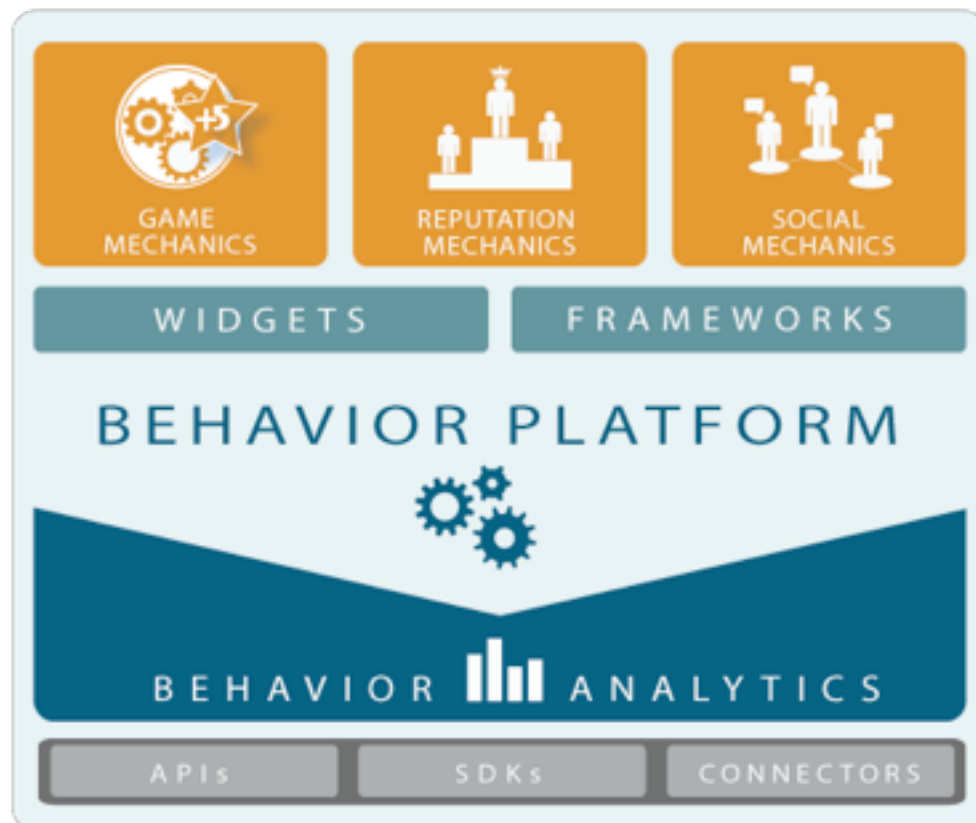 +5
GAME
MECHANICS
REPUTATION
MECHANICS
SOCIAL
MECHANICS
WIDGETS
FRAMEWORKS
BEHAVIOR PLATFORM
BEHAVIOR ANALYTICS
APIs
SDKs
CONNECTORS